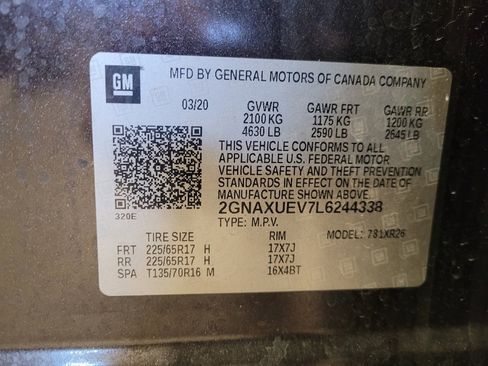 GM
MFD BY GENERAL MOTORS OF CANADA COMPANY
03/20 GVWR GAWR FRT GAWR RR
2100 KG 1175 KG 1200 KG
4630 LB 2590 LB 2645 LB
THIS VEHICLE CONFORMS TO ALL
APPLICABLE U.S. FEDERAL MOTOR
VEHICLE SAFETY AND THEFT PREVENTION
STANDARDS IN EFFECT ON THE DATE OF
MANUFACTURE SHOWN ABOVE.
320E 2GNAXUEV7L6244338
TYPE: M.P.V. MODEL: 781XR26
TIRE SIZE RIM
FRT 225/65R17 H 17X7J
RR 225/65R17 H 17X7J
SPA T135/70R16 M 16X4BT